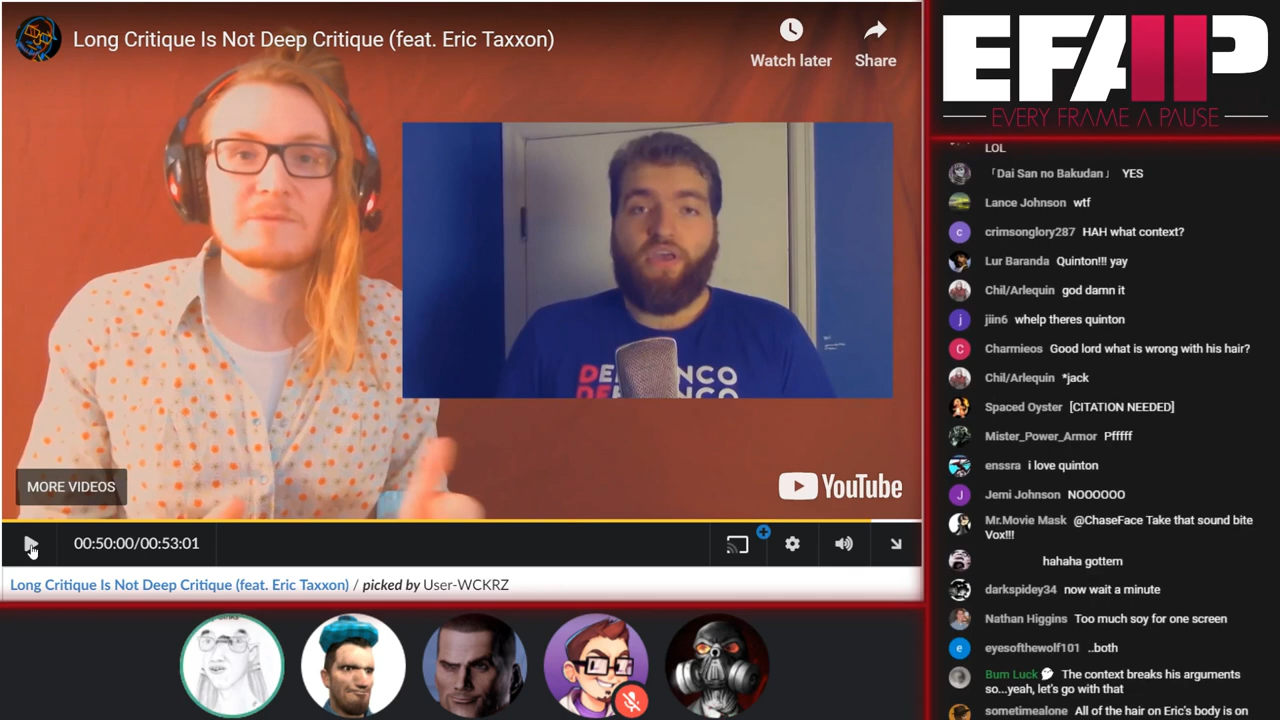 Long Critique Is Not Deep Critique (feat. Eric Taxxon)
Watch later
Share
MORE VIDEOS
YouTube
00:50:00/00:53:01
Long Critique Is Not Deep Critique (feat. Eric Taxxon) / picked by User-WCKRZ
EFAP
EVERY FRAME A PAUSE
LOL
「Dai San no Bakudan」 YES
Lance Johnson wtf
c crimsonglory287 HAH what context?
Lur Baranda Quinton!!! yay
Chil/Arlequin god damn it
j jiin6 whelp theres quinton
C Charmieos Good lord what is wrong with his hair?
Chil/Arlequin *jack
Spaced Oyster [CITATION NEEDED]
Mister_Power_Armor Pfffff
enssra i love quinton
J Jemi Johnson NOOOOOO
Mr.Movie Mask @ChaseFace Take that sound bite
Vox!!!
hahaha gottem
darkspidey34 now wait a minute
Nathan Higgins Too much soy for one screen
e eyesofthewolf101 ..both
Bum Luck The context breaks his arguments
so...yeah, let's go with that
sometimealone All of the hair on Eric's body is on